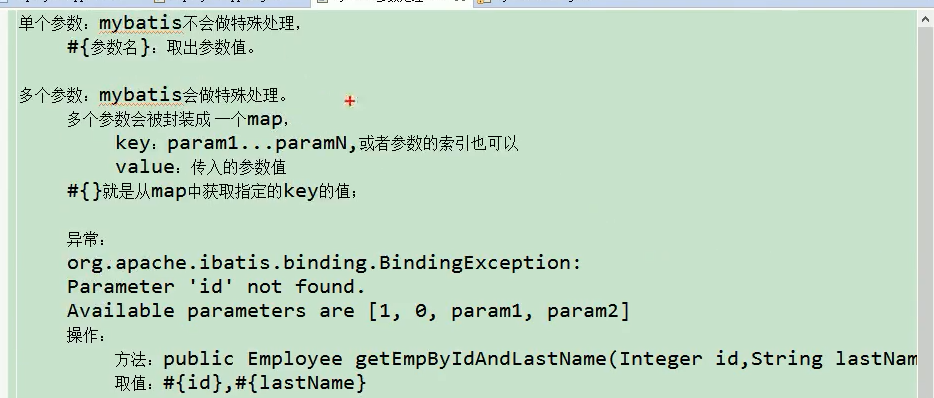 单个参数：mybatis不会做特殊处理，
#{参数名}：取出参数值。
多个参数：mybatis会做特殊处理。
多个参数会被封装成 一个map，
key：param1...paramN,或者参数的索引也可以
value：传入的参数值
#{}就是从map中获取指定的key的值；
异常：
org.apache.ibatis.binding.BindingException:
Parameter 'id' not found.
Available parameters are [1, 0, param1, param2]
操作：
方法：public Employee getEmpByIdAndLastName(Integer id,String lastNam
取值：#{id},#{lastName}